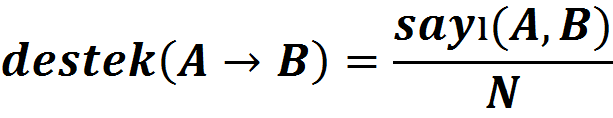 destek(A → B) = sayı(A, B) / N